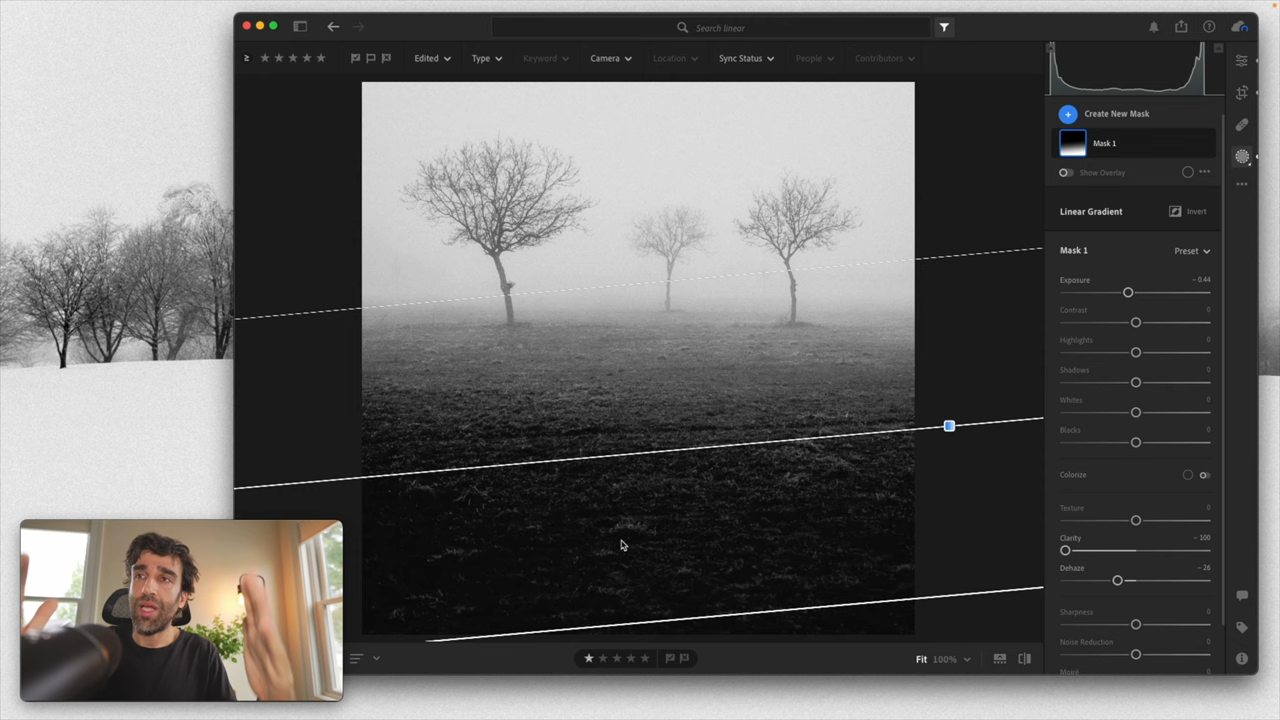 Search linear
Edited Type Keyword Camera Location Sync Status People Contributors
Create New Mask
Mask 1
Show Overlay
Linear Gradient Invert
Mask 1 Preset
Exposure - 0.44
Contrast 0
Highlights 0
Shadows 0
Whites 0
Blacks 0
Colorize
Texture 0
Clarity - 100
Dehaze - 26
Sharpness 0
Noise Reduction 0
Moiré
Fit 100%